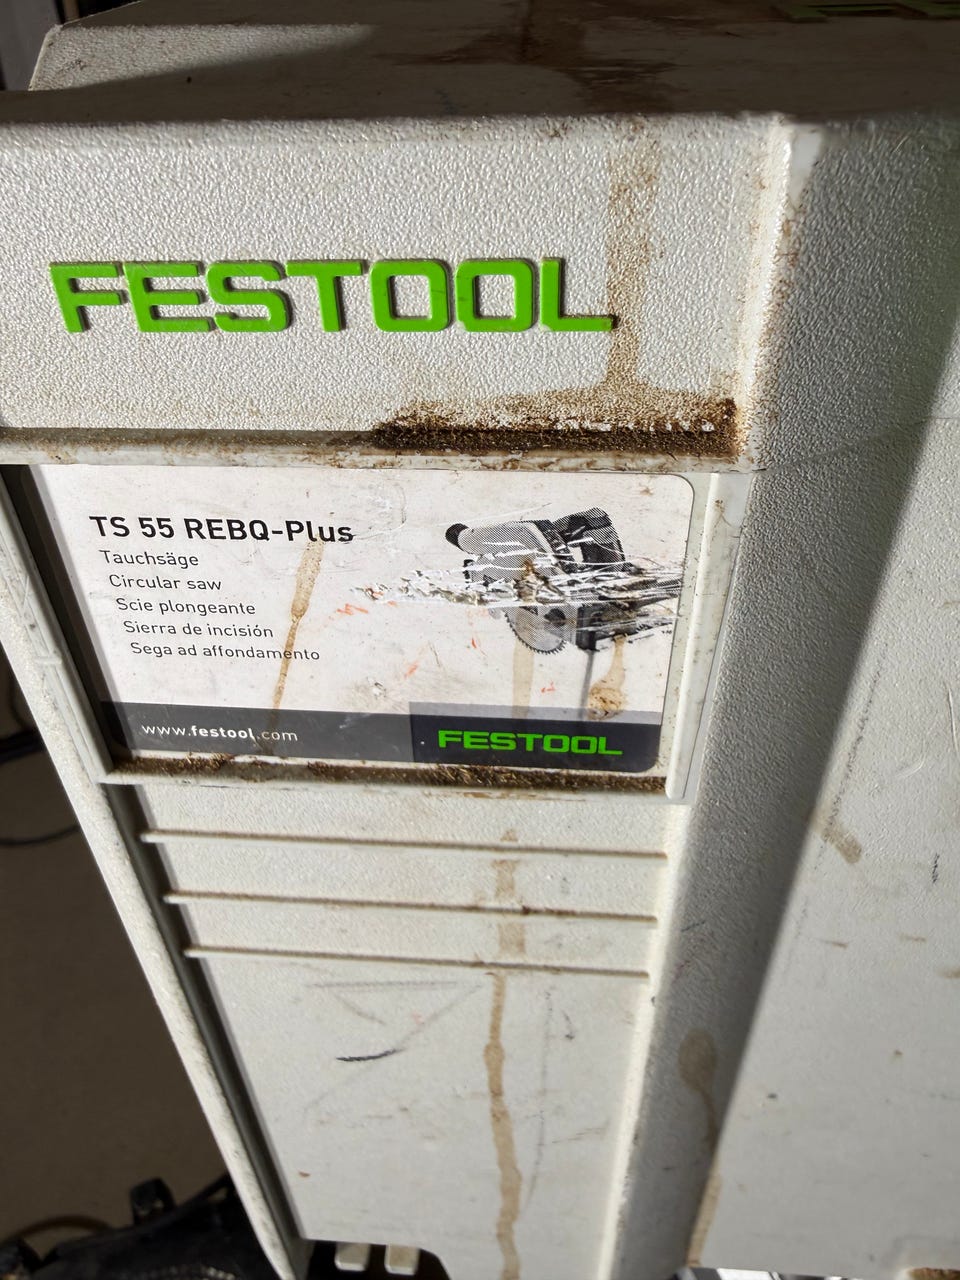 FESTOOL
TS 55 REBQ-Plus
Tauchsäge
Circular saw
Scie plongeante
Sierra de incisión
Sega ad affondamento
www.festool.com
FESTOOL